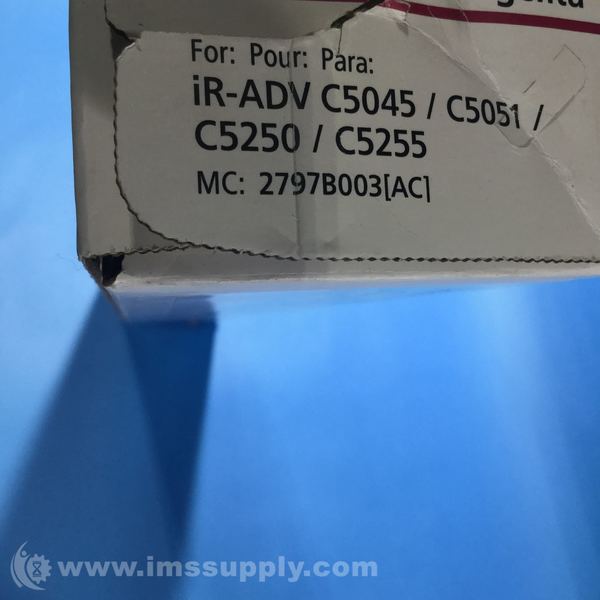 For: Pour: Para:
iR-ADV C5045 / C5051 /
C5250 / C5255
MC: 2797B003[AC]
www.imssupply.com